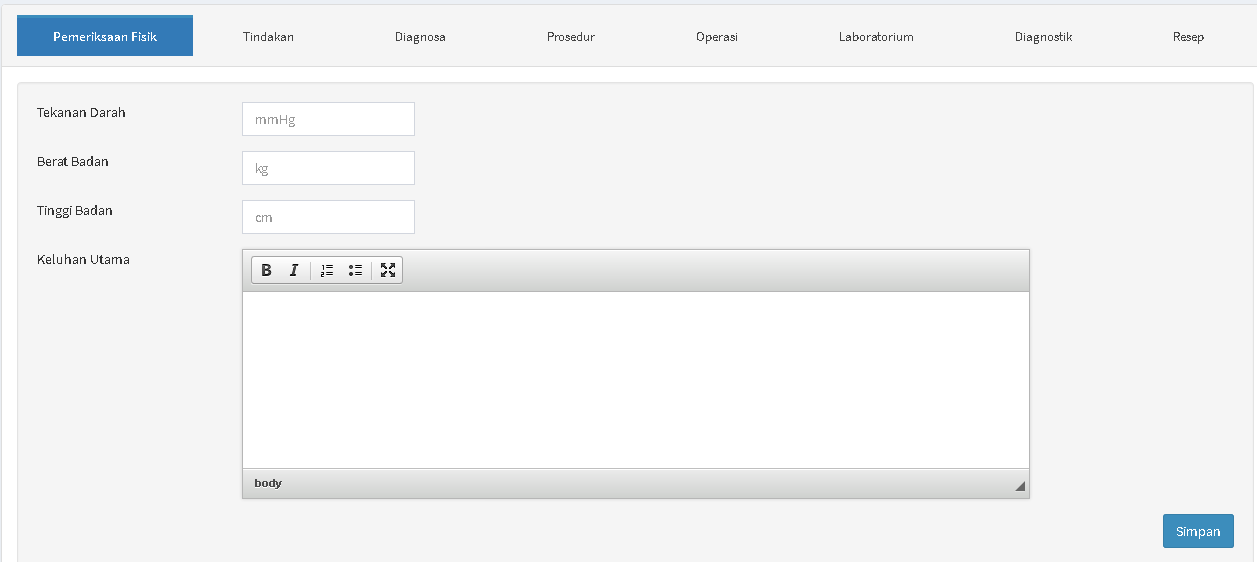 Pemeriksaan Fisik Tindakan Diagnosa Prosedur Operasi Laboratorium Diagnostik Resep
Tekanan Darah mmHg
Berat Badan kg
Tinggi Badan cm
Keluhan Utama B I
body
Simpan